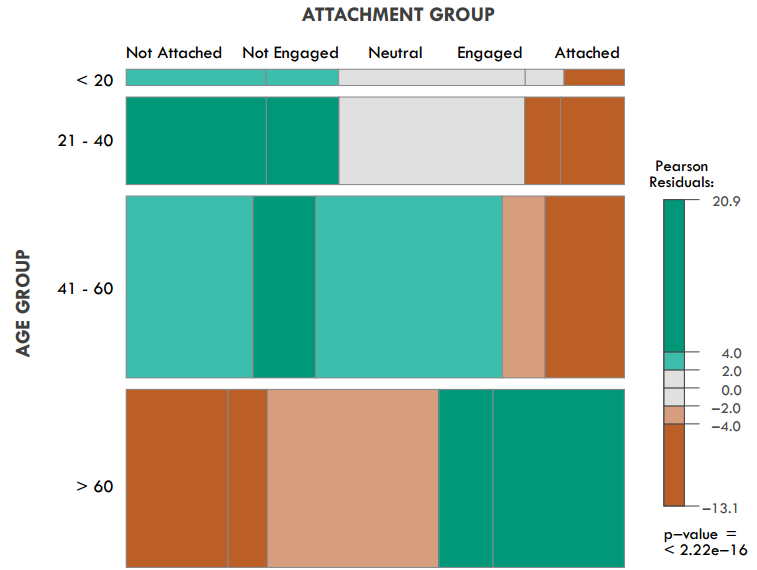 ATTACHMENT GROUP
Not Attached Not Engaged Neutral Engaged Attached
< 20
21 - 40
41 - 60
> 60
AGE GROUP
Pearson
Residuals:
20.9
4.0
2.0
0.0
−2.0
−4.0
−13.1
p−value =
< 2.22e−16